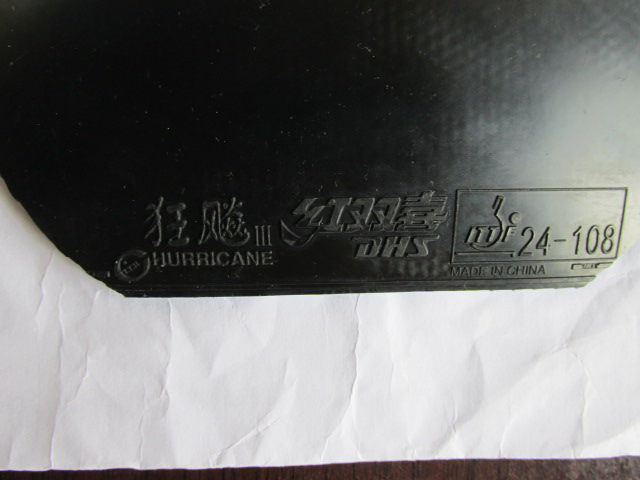 狂飚III
HURRICANE
红双喜
DHS
ITTF 24-108
MADE IN CHINA